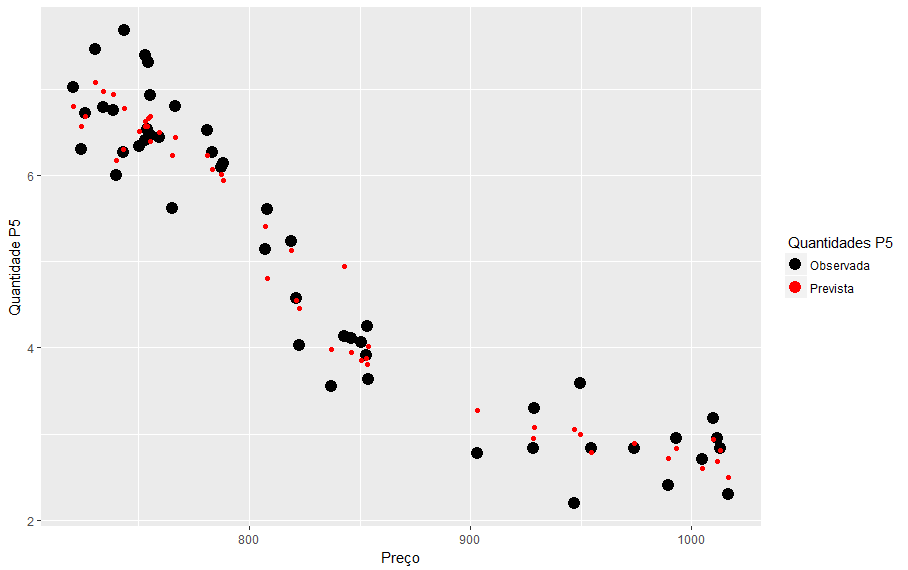 Quantidade P5
6
4
2
800
900
1000
Preço
Quantidades P5
Observada
Prevista